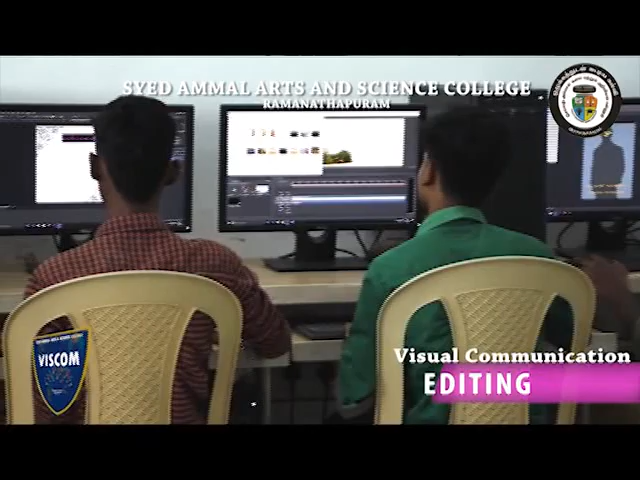 SYED AMMAL ARTS AND SCIENCE COLLEGE
RAMANATHAPURAM
VISCOM
Visual Communication
EDITING